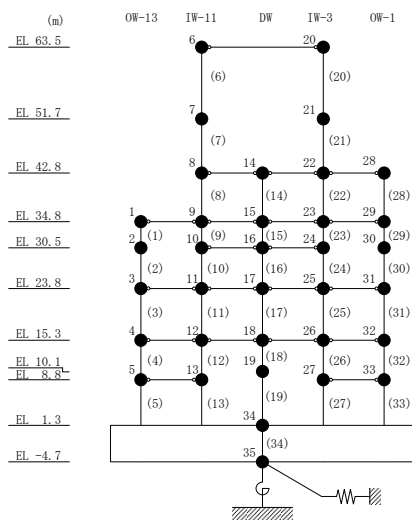 (m) OW-13 IW-11 DW IW-3 OW-1
EL 63.5 6 20
(6) (20)
EL 51.7 7 21
(7) (21)
EL 42.8 8 14 22 28
(8) (14) (22) (28)
EL 34.8 1 9 15 23 29
(1) (9) (15) (23) (29)
EL 30.5 2 10 16 24 30
(2) (10) (16) (24) (30)
EL 23.8 3 11 17 25 31
(3) (11) (17) (25) (31)
EL 15.3 4 12 18 26 32
(4) (12) (18) (26) (32)
EL 10.1 19
EL 8.8 5 13 27 33
(5) (13) (19) (27) (33)
EL 1.3 34
(34)
EL -4.7 35